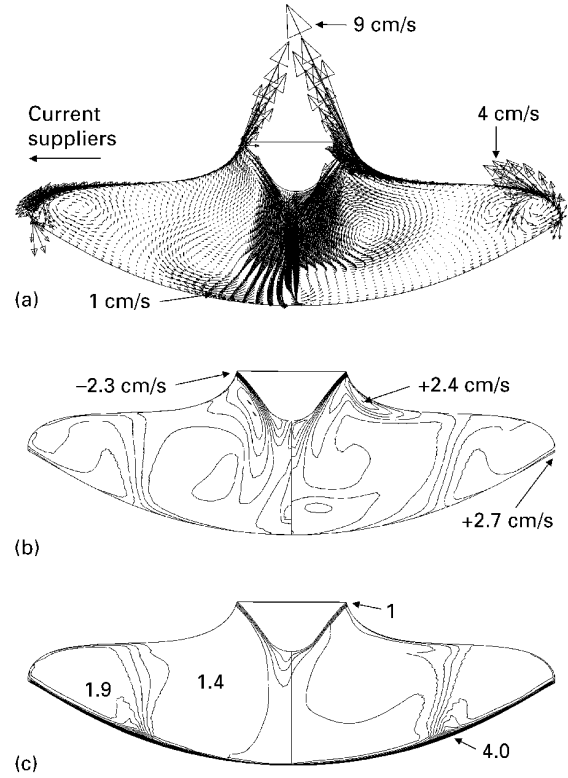 9 cm/s
Current
suppliers
4 cm/s
1 cm/s
(a)
−2.3 cm/s
+2.4 cm/s
+2.7 cm/s
(b)
1
1.9
1.4
4.0
(c)